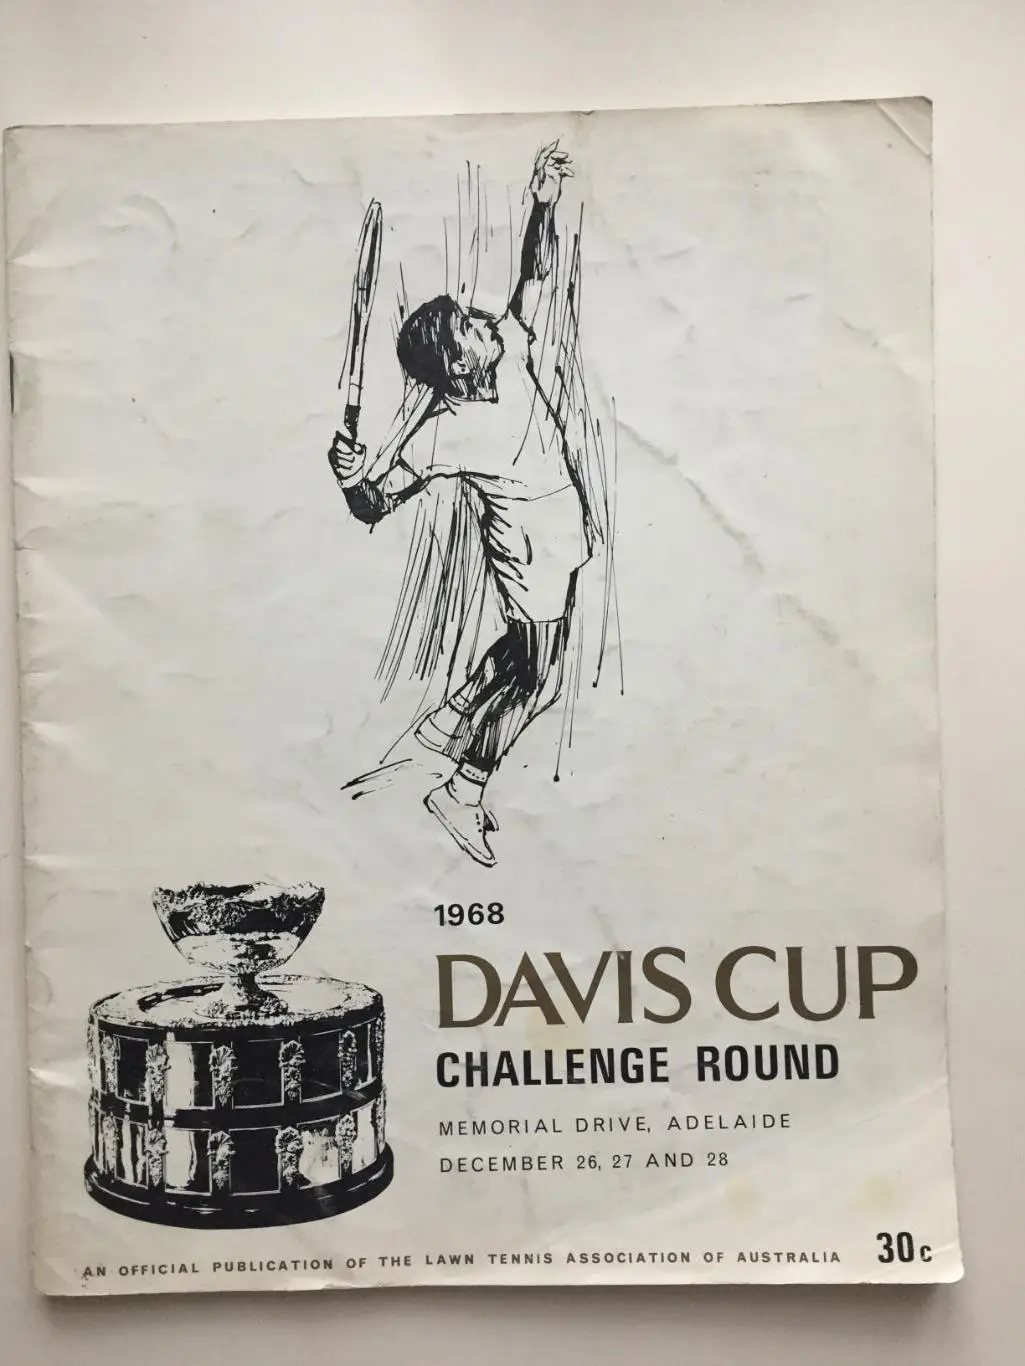 1968
DAVIS CUP
CHALLENGE ROUND
MEMORIAL DRIVE, ADELAIDE
DECEMBER 26, 27 AND 28
30c
AN OFFICIAL PUBLICATION OF THE LAWN TENNIS ASSOCIATION OF AUSTRALIA